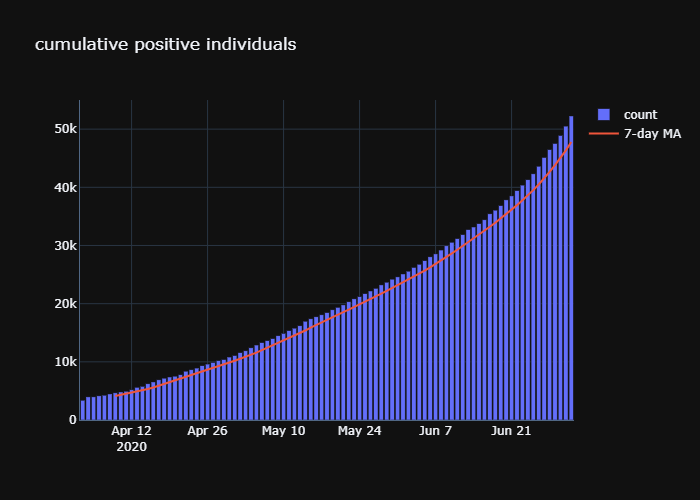 cumulative positive individuals
count
7-day MA
50k
40k
30k
20k
10k
0
Apr 12 Apr 26 May 10 May 24 Jun 7 Jun 21
2020